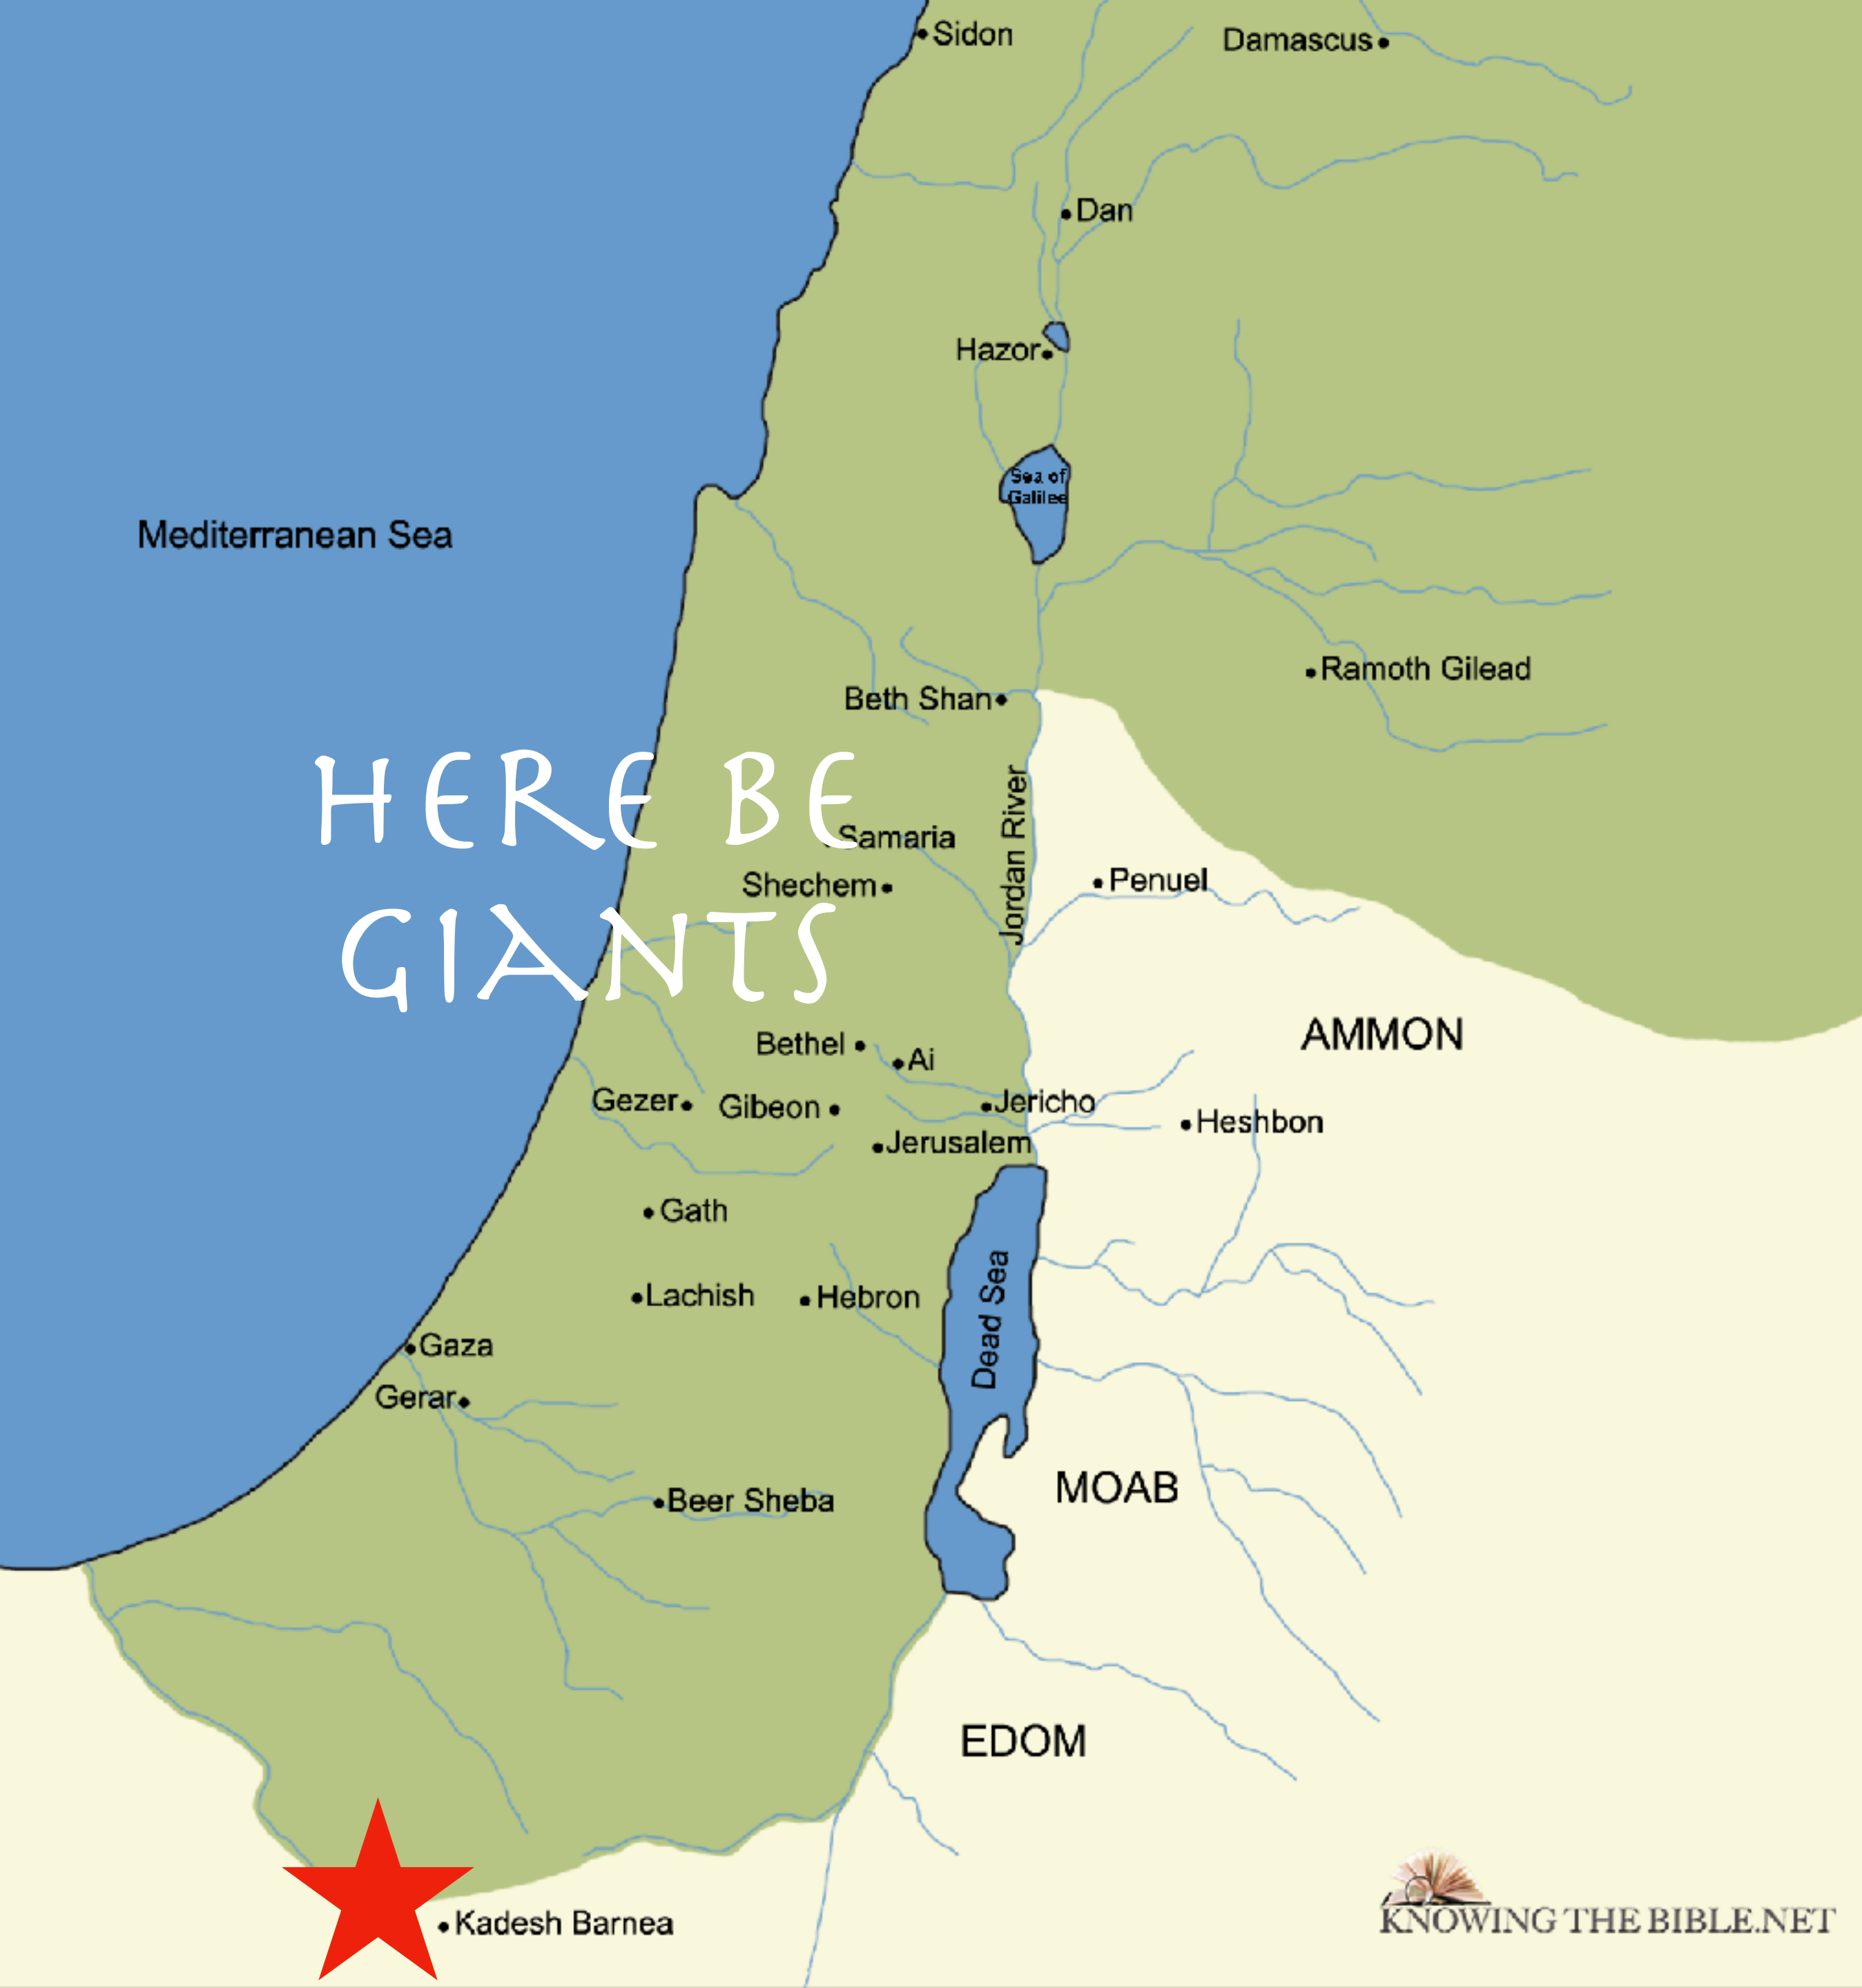 Sidon
Damascus
Dan
Hazor
Sea of
Galilee
Mediterranean Sea
Ramoth Gilead
Beth Shan
HERE BE
GIANTS
Samaria
Jordan River
Shechem
Penuel
AMMON
Bethel
Ai
Gezer
Gibeon
Jericho
Heshbon
Jerusalem
Gath
Dead Sea
Lachish
Hebron
Gaza
Gerar
MOAB
Beer Sheba
EDOM
Kadesh Barnea
KNOWING THE BIBLE.NET